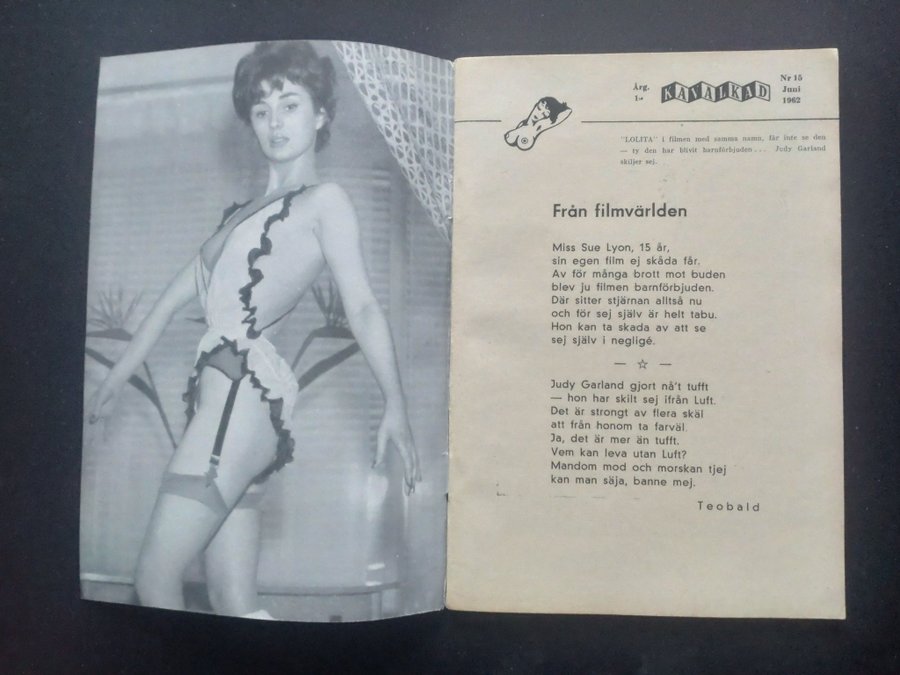 Årg.
1:-
KAVALKAD
Nr 15
Juni
1962
"LOLITA" i filmen med samma namn, får inte se den
— ty den har blivit barnförbjuden... Judy Garland
skiljer sej.
Från filmvärlden
Miss Sue Lyon, 15 år,
sin egen film ej skåda får.
Av för många brott mot buden
blev ju filmen barnförbjuden.
Där sitter stjärnan alltså nu
och för sej själv är helt tabu.
Hon kan ta skada av att se
sej själv i negligé.
— ☆ —
Judy Garland gjort nå't tufft
— hon har skilt sej ifrån Luft.
Det är strongt av flera skäl
att från honom ta farväl
Ja, det är mer än tufft.
Vem kan leva utan Luft?
Mandom mod och morskan tjej
kan man säja, banne mej.
Teobald